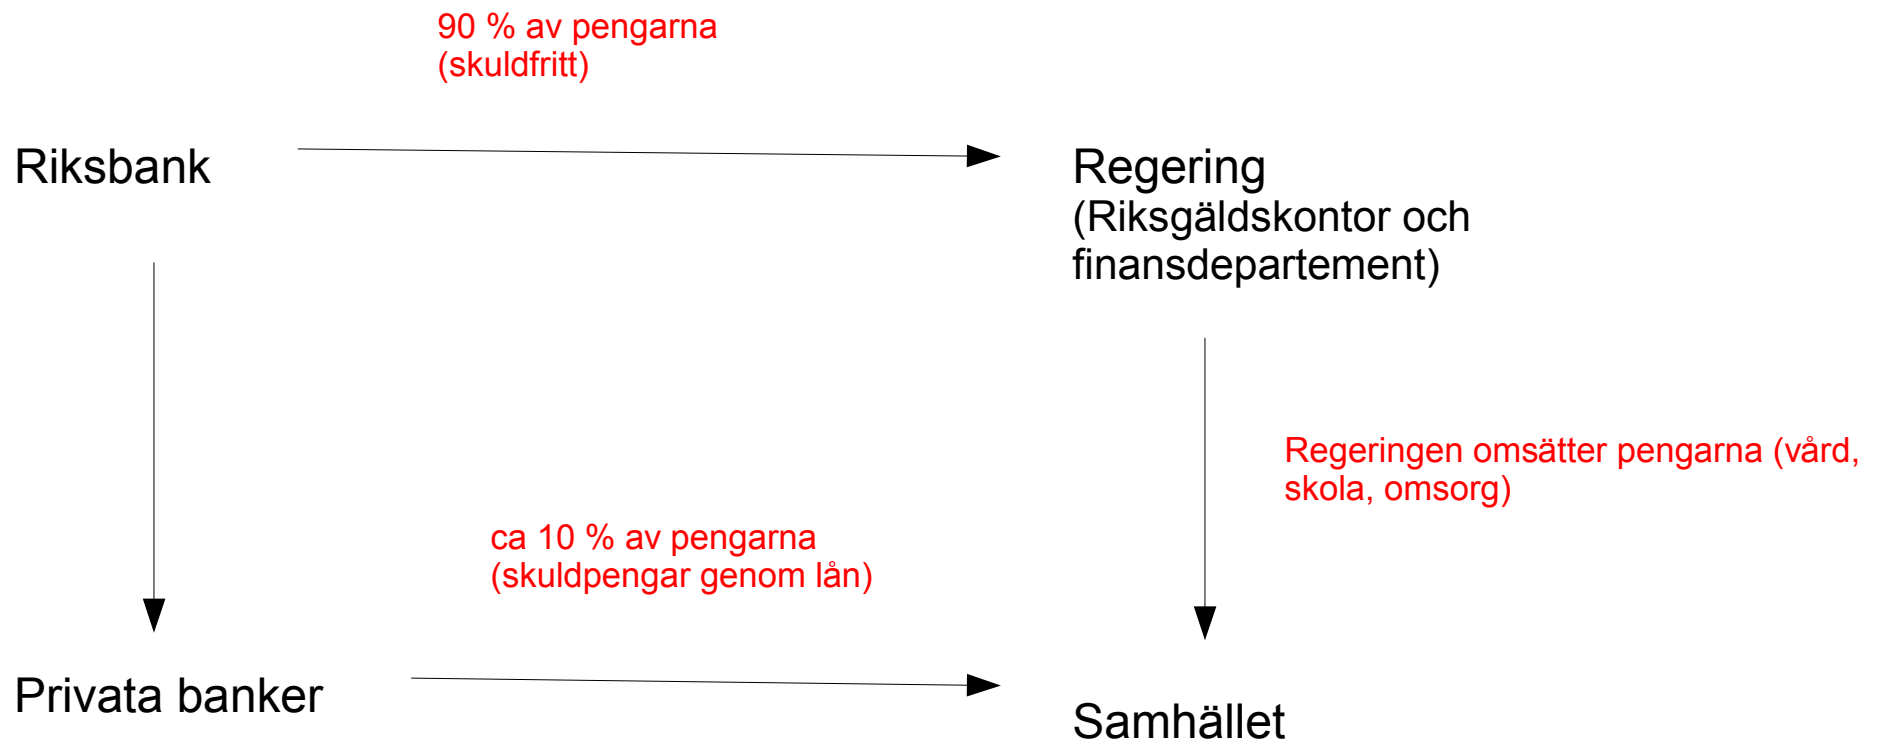 90 % av pengarna
(skuldfritt)
Riksbank
Regering
(Riksgäldskontor och
finansdepartement)
Regeringen omsätter pengarna (vård,
skola, omsorg)
ca 10 % av pengarna
(skuldpengar genom lån)
Privata banker
Samhället